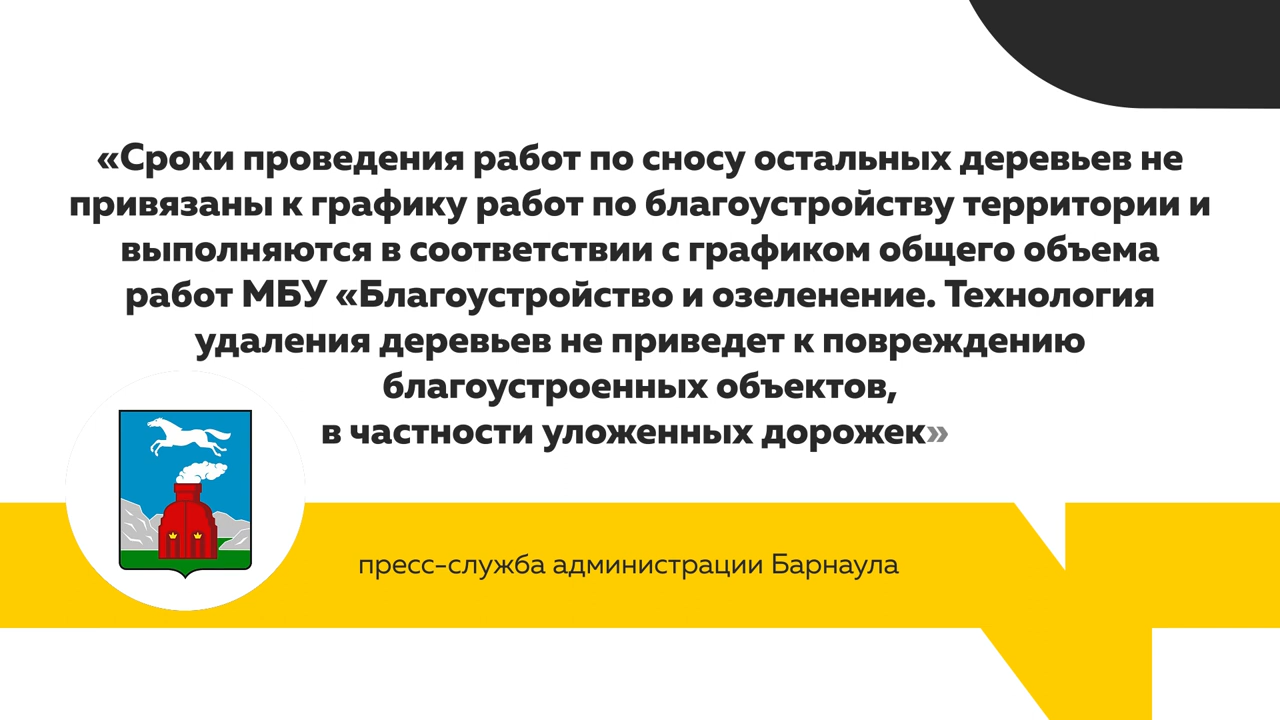 «Сроки проведения работ по сносу остальных деревьев не
привязаны к графику работ по благоустройству территории и
выполняются в соответствии с графиком общего объема
работ МБУ «Благоустройство и озеленение. Технология
удаления деревьев не приведет к повреждению
благоустроенных объектов,
в частности уложенных дорожек»
пресс-служба администрации Барнаула